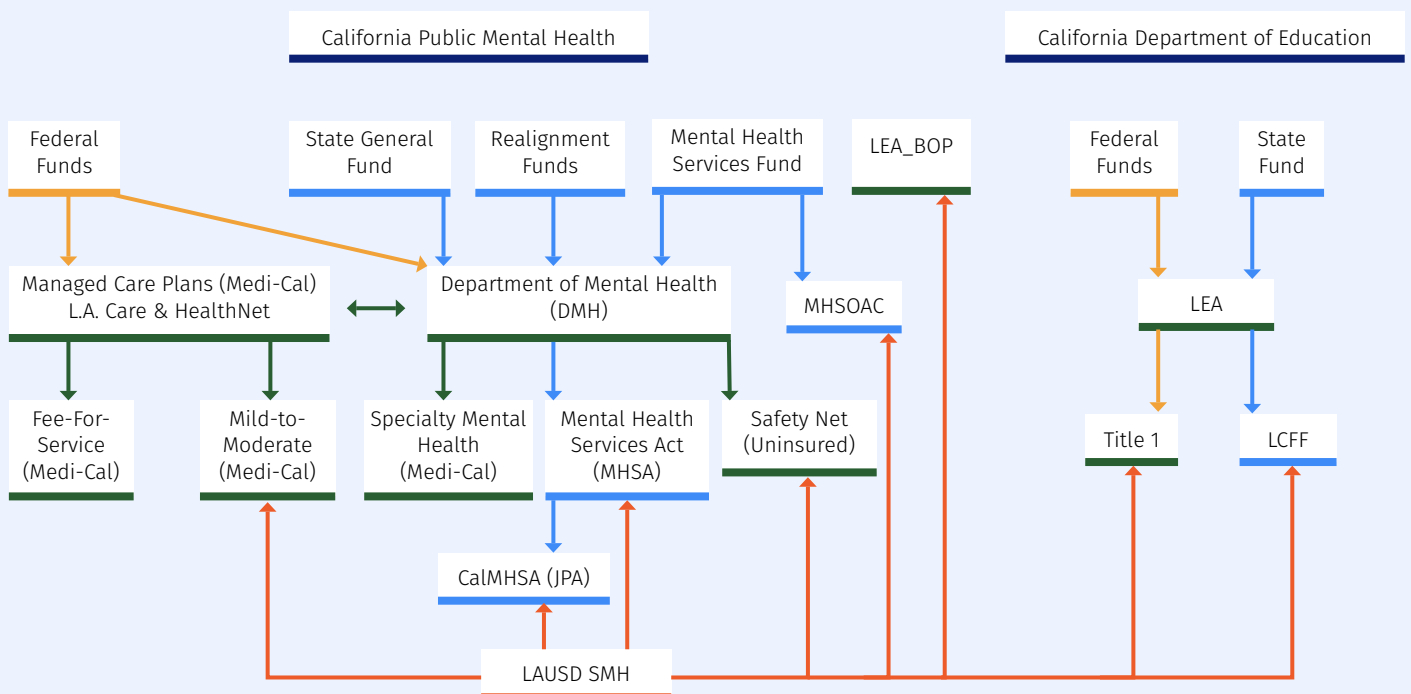 California Public Mental Health
California Department of Education
Federal
Funds
State General
Fund
Realignment
Funds
Mental Health
Services Fund
LEA_BOP
Federal
Funds
State
Fund
Managed Care Plans (Medi-Cal)
L.A. Care & HealthNet
Department of Mental Health
(DMH)
MHSOAC
LEA
Fee-For-
Service
(Medi-Cal)
Mild-to-
Moderate
(Medi-Cal)
Specialty Mental
Health
(Medi-Cal)
Mental Health
Services Act
(MHSA)
Safety Net
(Uninsured)
Title 1
LCFF
CalMHSA (JPA)
LAUSD SMH